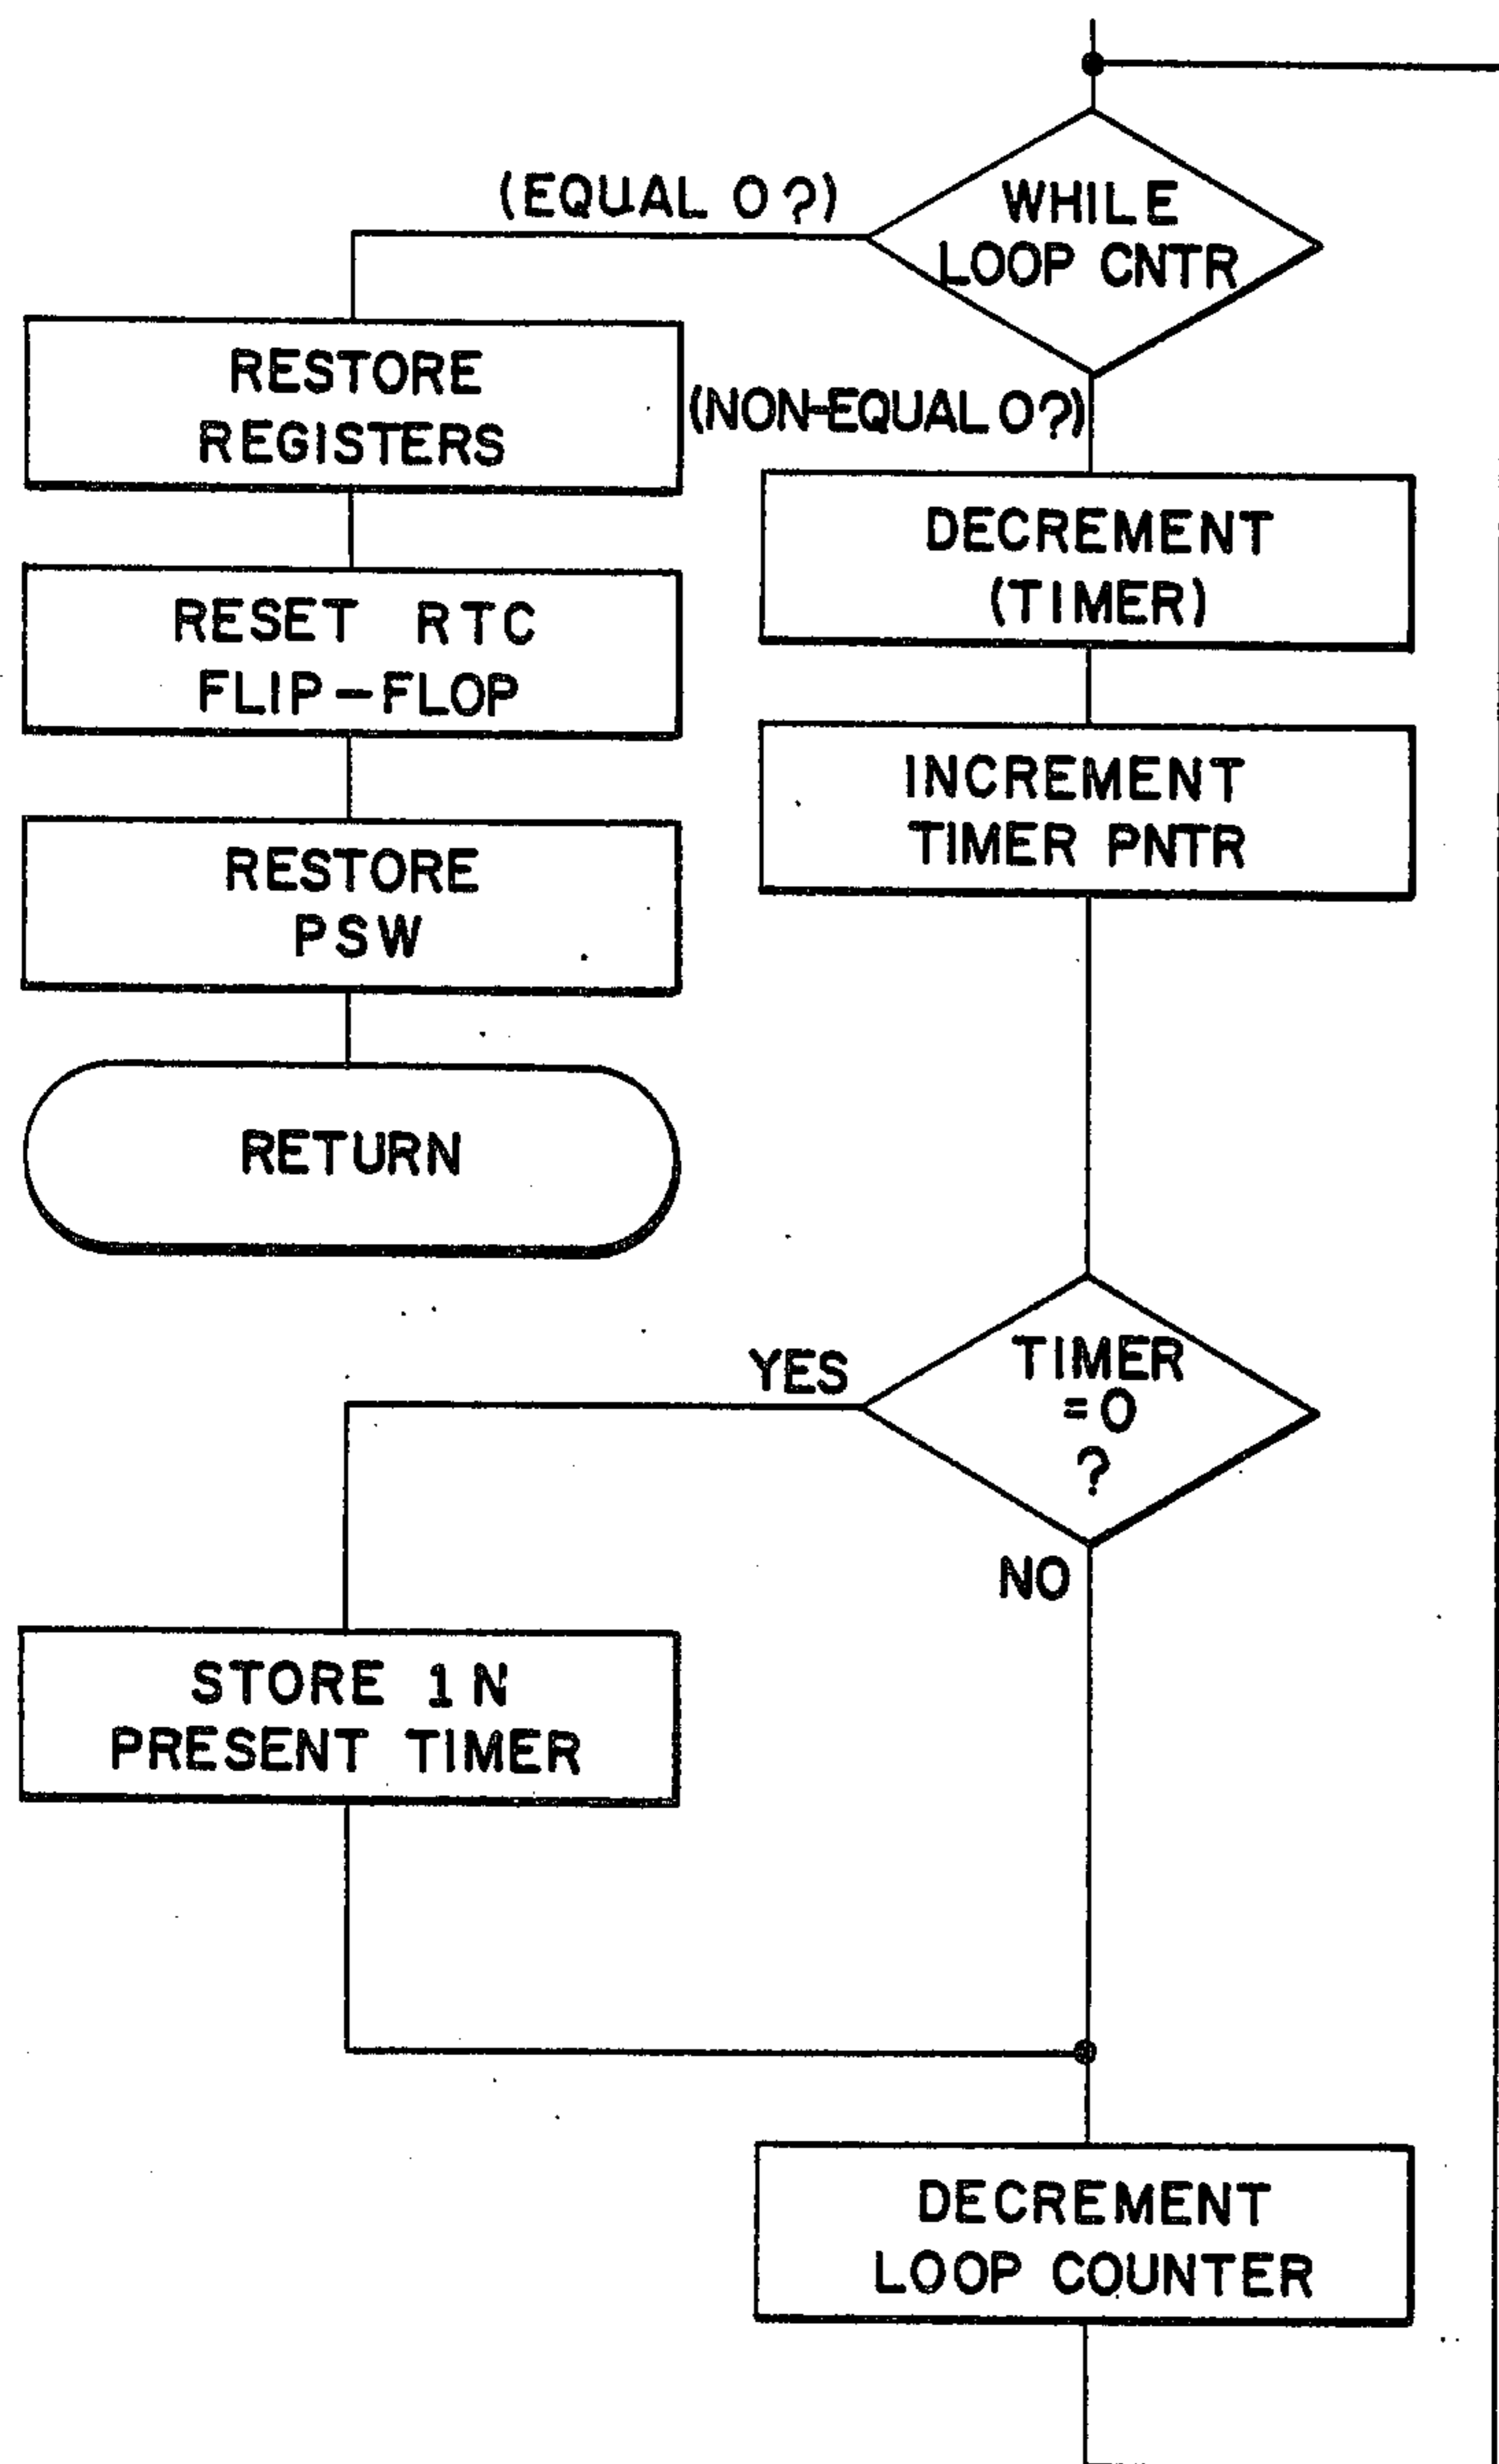 WHILE
LOOP CNTR
(EQUAL 0?)
(NON-EQUAL 0?)
RESTORE
REGISTERS
RESET RTC
FLIP-FLOP
RESTORE
PSW
RETURN
DECREMENT
(TIMER)
INCREMENT
TIMER PNTR
TIMER
=0
?
YES
NO
STORE 1N
PRESENT TIMER
DECREMENT
LOOP COUNTER